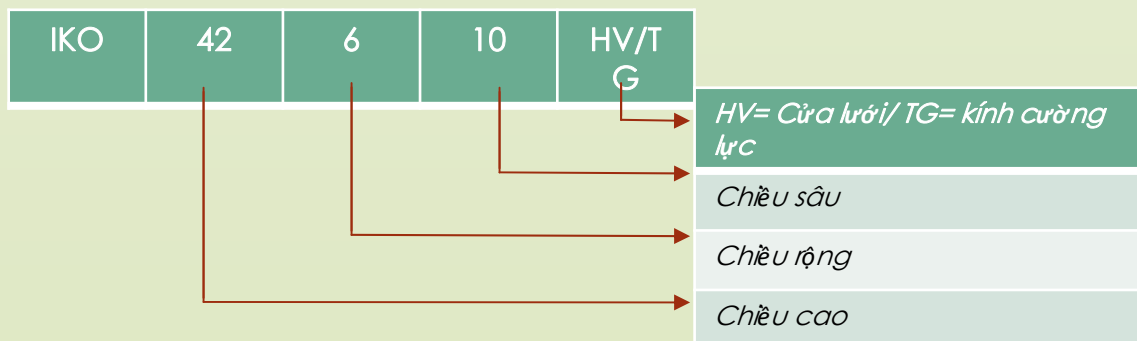 IKO 42 6 10 HV/T
G
HV= Cửa lưới/ TG= kính cường
lực
Chiều sâu
Chiều rộng
Chiều cao